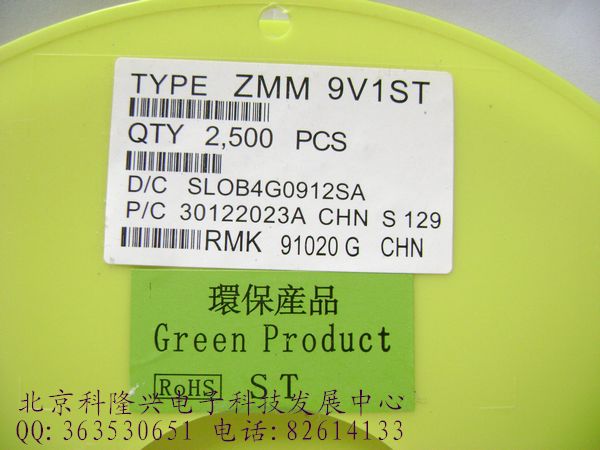 TYPE ZMM 9V1ST
QTY 2,500 PCS
D/C SLOB4G0912SA
P/C 30122023A CHN S 129
RMK 91020 G CHN
環保産品
Green Product
RoHS ST
北京科隆兴电子科技发展中心
QQ:363530651 电话:82614133